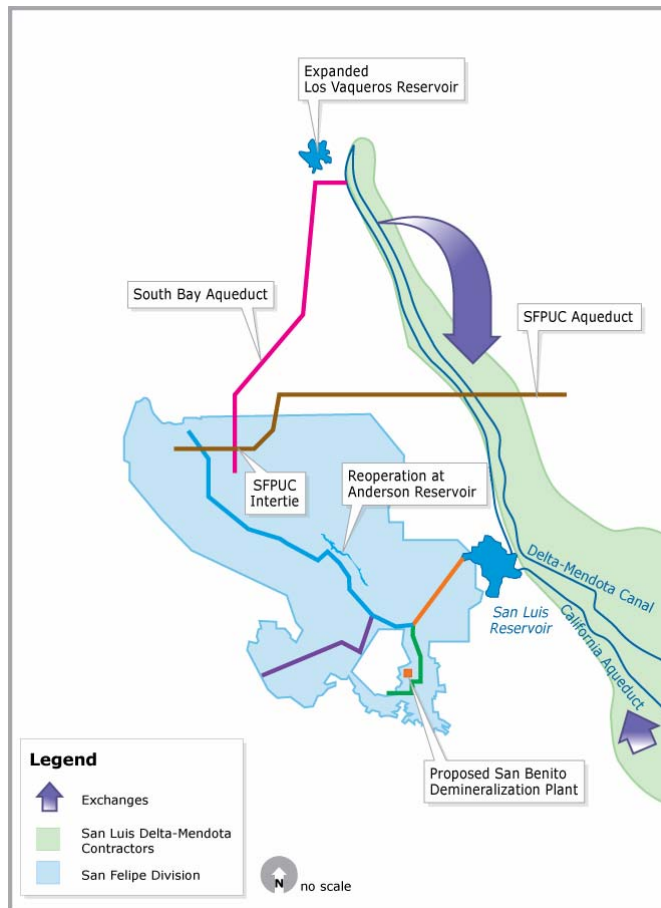 Expanded
Los Vaqueros Reservoir
South Bay Aqueduct
SFPUC Aqueduct
SFPUC
Intertie
Reoperation at
Anderson Reservoir
San Luis
Reservoir
Delta-Mendota Canal
California Aqueduct
Proposed San Benito
Demineralization Plant
Legend
Exchanges
San Luis Delta-Mendota
Contractors
San Felipe Division
N
no scale